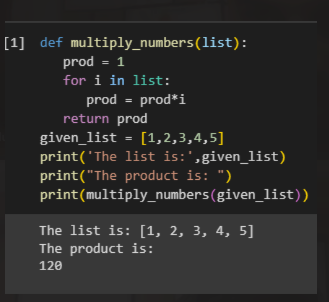 [1] def multiply_numbers(list):
prod = 1
for i in list:
prod = prod*i
return prod
given_list = [1,2,3,4,5]
print('The list is:',given_list)
print("The product is: ")
print(multiply_numbers(given_list))
The list is: [1, 2, 3, 4, 5]
The product is:
120